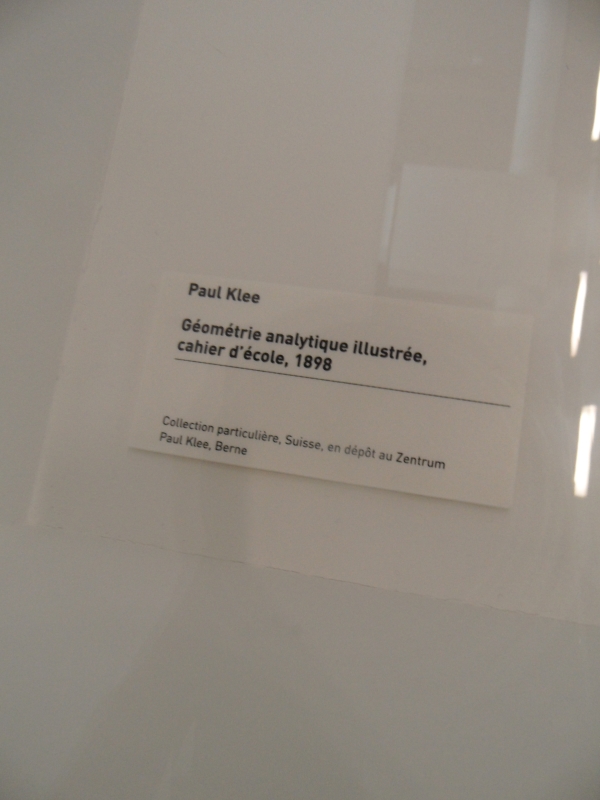 Paul Klee
Géométrie analytique illustrée,
cahier d'école, 1898
Collection particulière, Suisse, en dépôt au Zentrum
Paul Klee, Berne